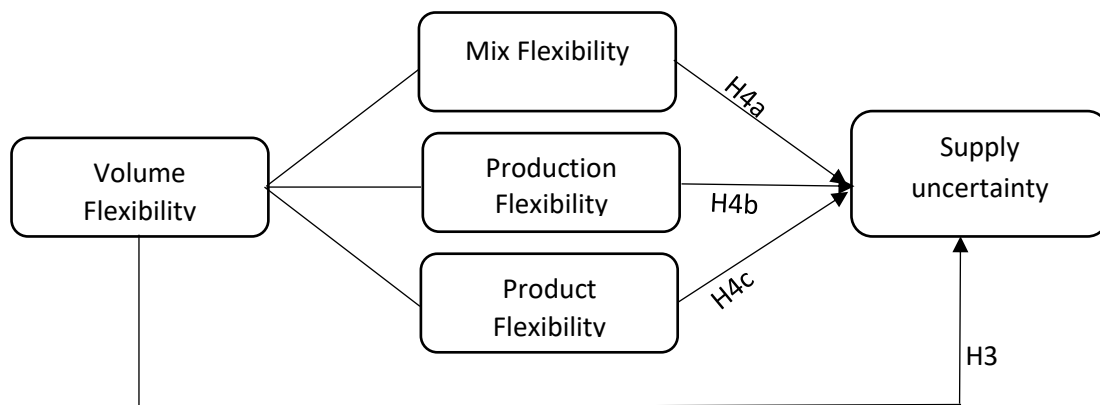 Mix Flexibility
H4a
Volume
Flexibility
Production
Flexibility
H4b
Supply
uncertainty
Product
Flexibility
H4c
H3